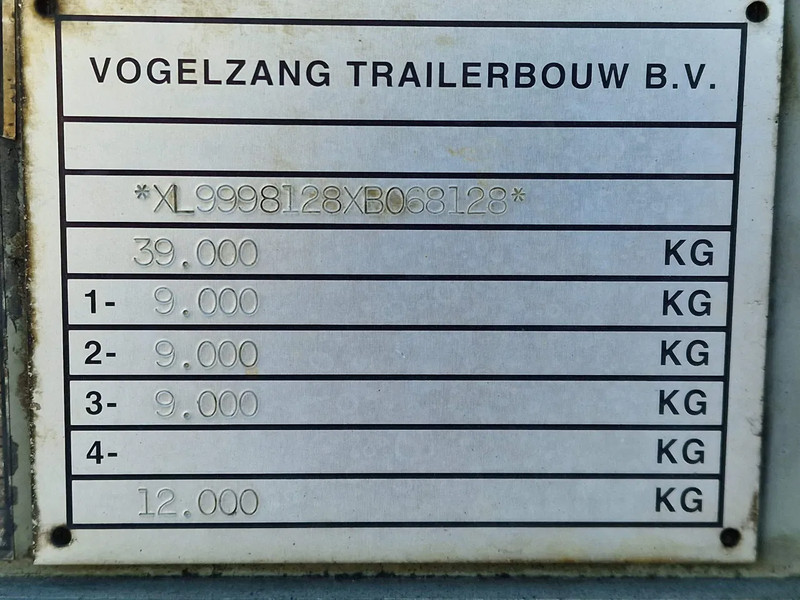 VOGELZANG TRAILERBOUW B.V.
*XL9998128XB068128*
39.000 KG
1- 9.000 KG
2- 9.000 KG
3- 9.000 KG
4- KG
12.000 KG